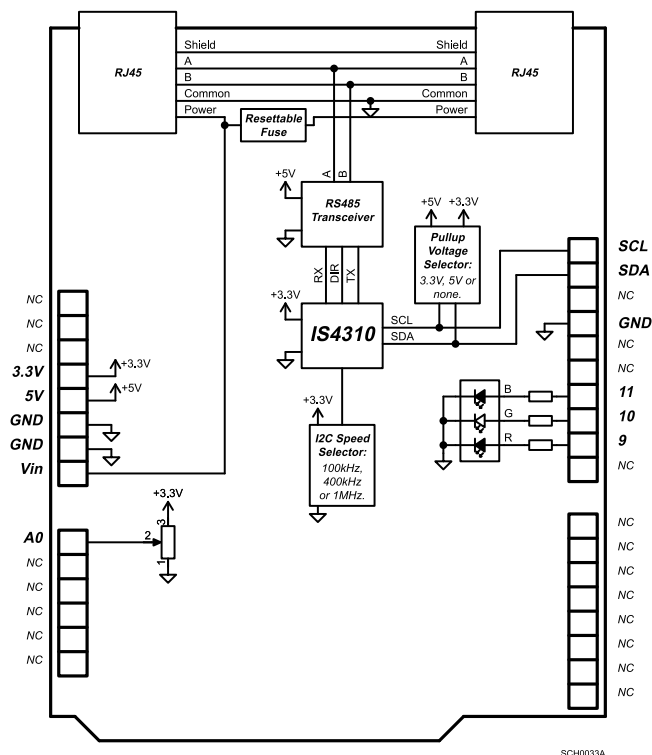 RJ45
Shield
A
B
Common
Power
Resettable
Fuse
Shield
A
B
Common
Power
RJ45
A
B
+5V
RS485
Transceiver
RX
DIR
TX
+3.3V
IS4310
SCL
SDA
+5V
+3.3V
Pullup
Voltage
Selector:
3.3V, 5V or
none.
+3.3V
I2C Speed
Selector:
100kHz,
400kHz
or 1MHz.
NC
NC
NC
3.3V
+3.3V
5V
+5V
GND
GND
Vin
A0
NC
NC
NC
NC
NC
+3.3V
3
2
1
SCL
SDA
NC
GND
NC
NC
11
10
9
NC
B
G
R
NC
NC
NC
NC
NC
NC
NC
NC
SCH0033A